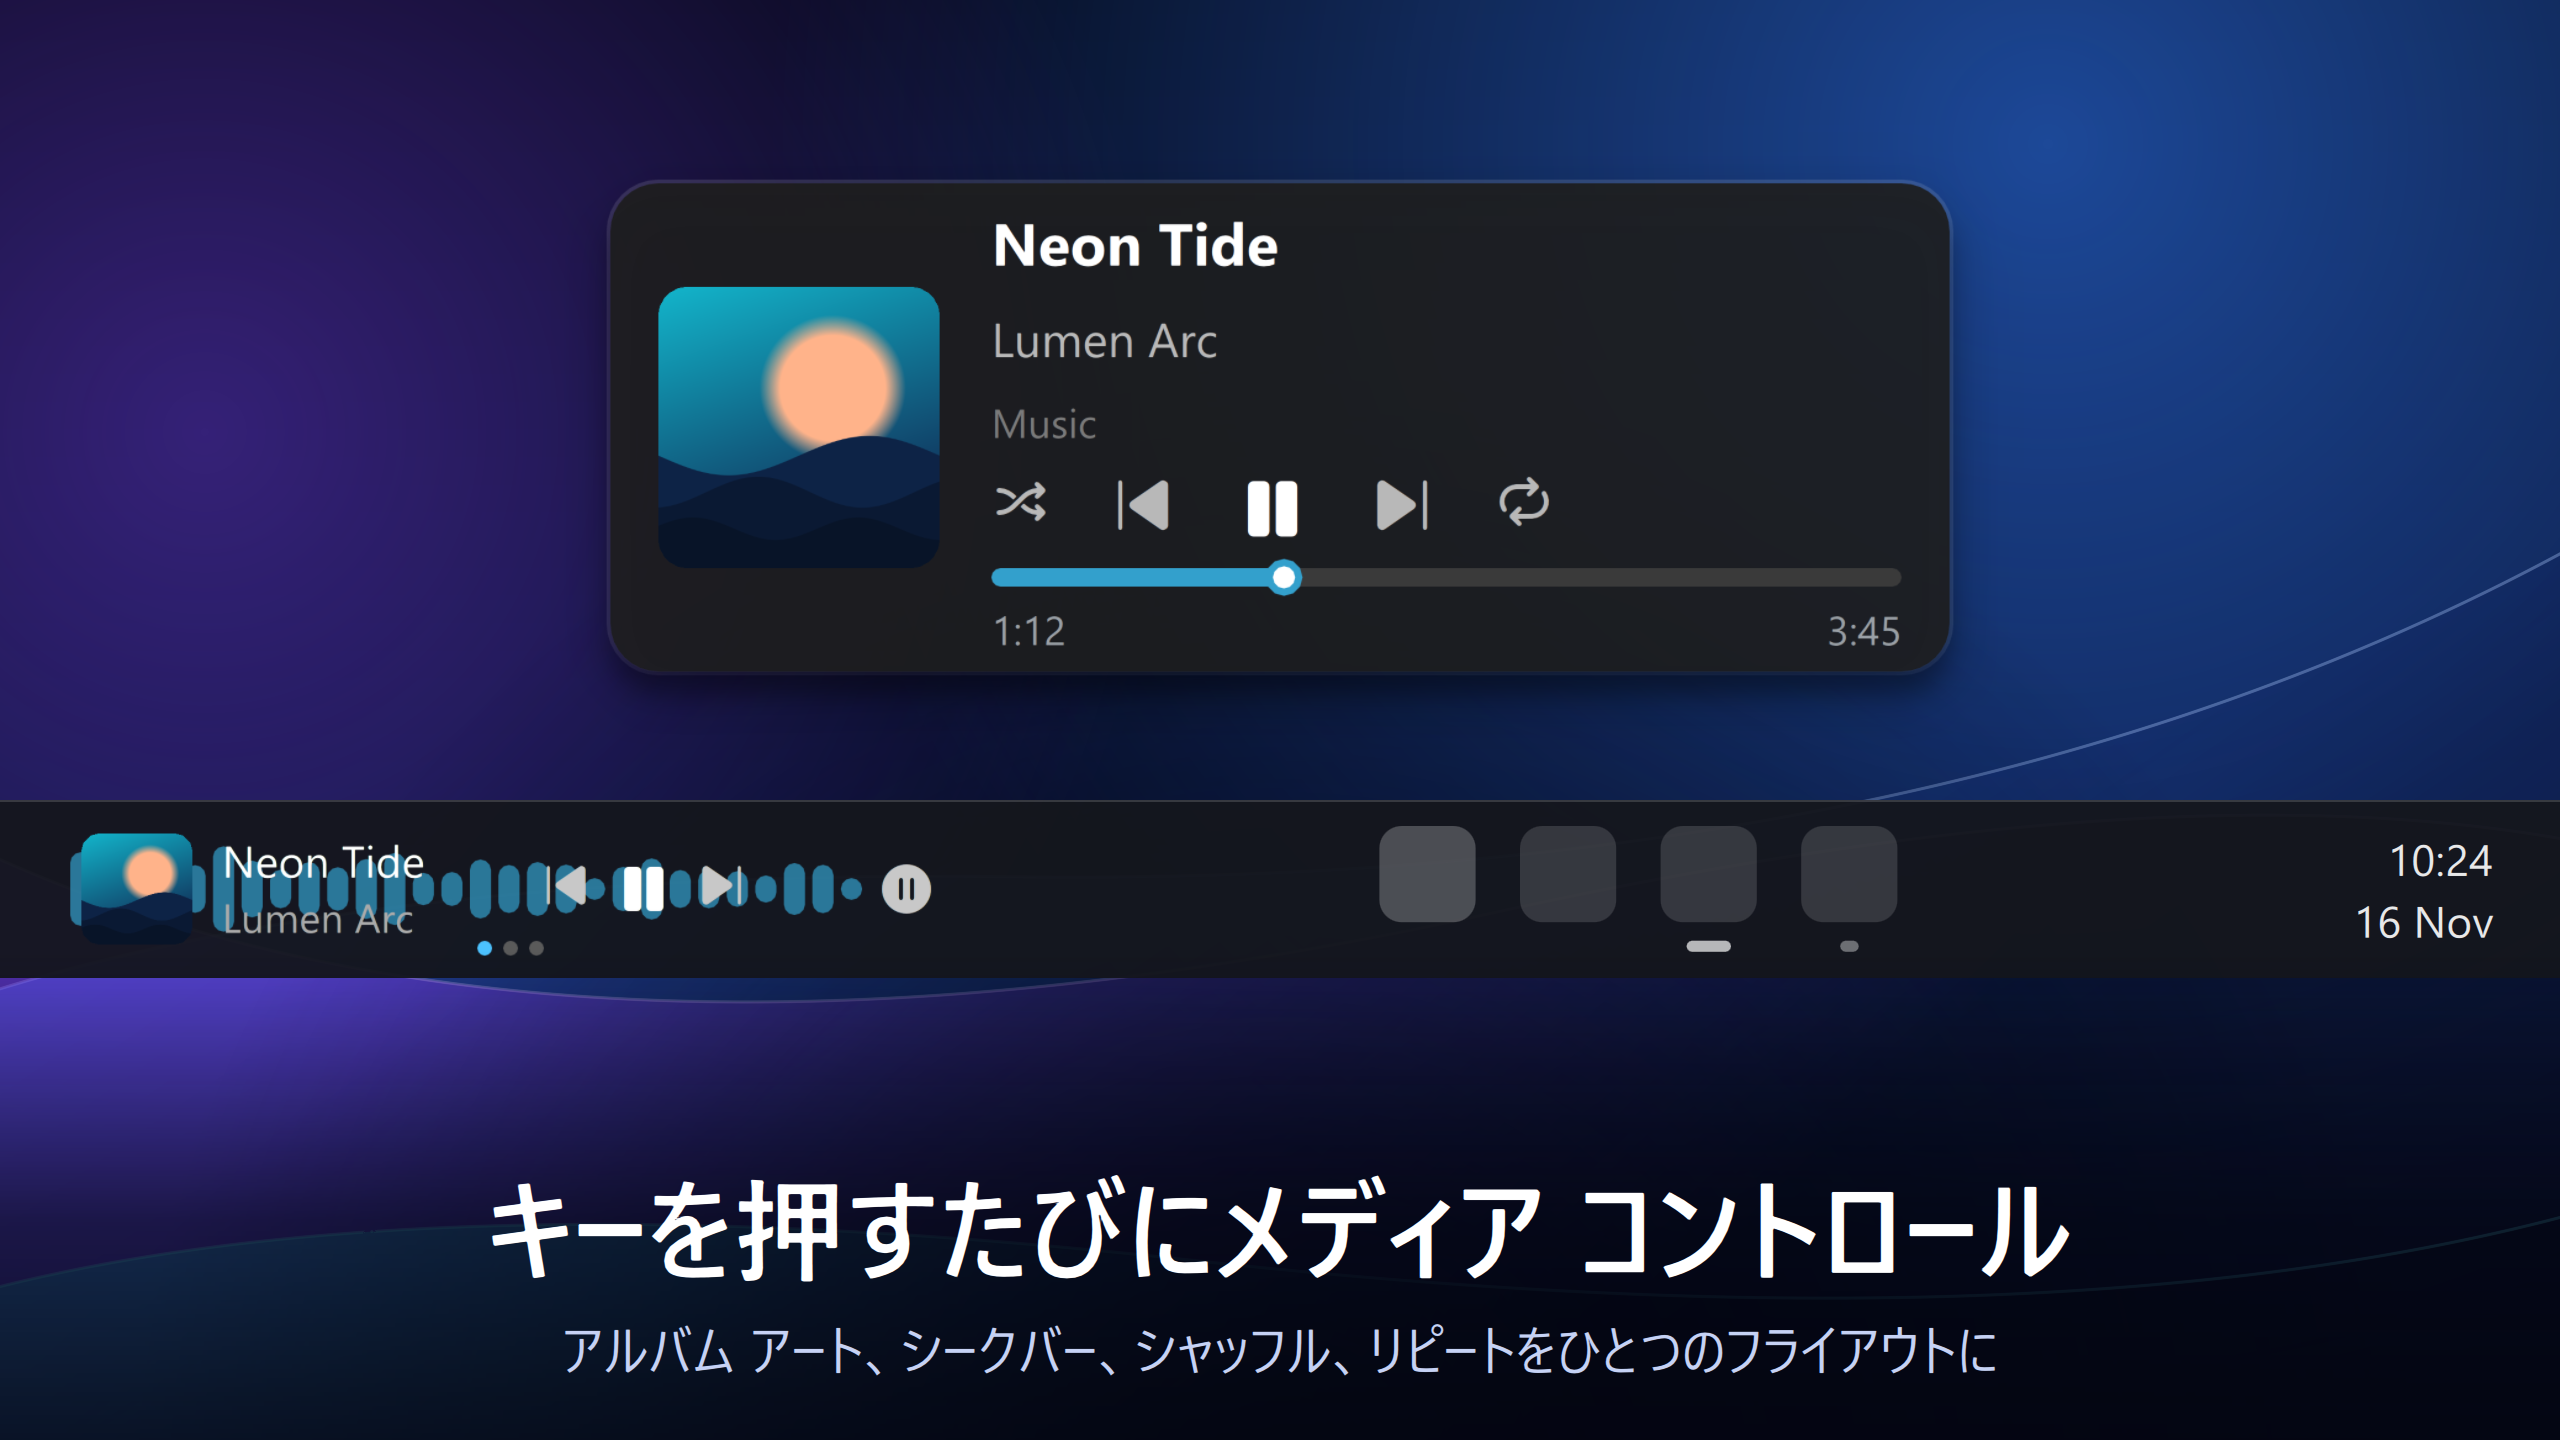 Neon Tide
Lumen Arc
Music
1:12
3:45
Neon Tide
Lumen Arc
10:24
16 Nov
キーを押すたびにメディア コントロール
アルバム アート、シークバー、シャッフル、リピートをひとつのフライアウトに